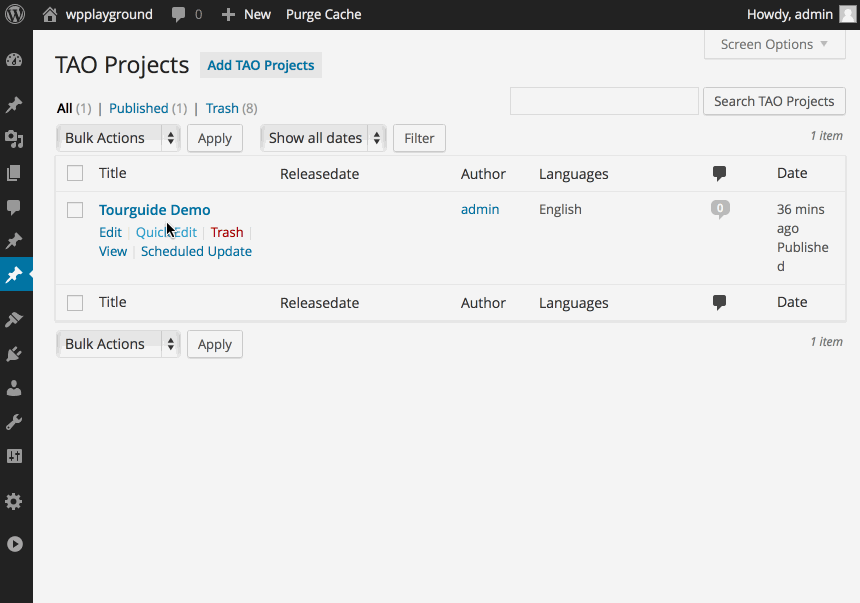 wpplayground 0 New Purge Cache Howdy, admin
Screen Options
TAO Projects Add TAO Projects
All (1) | Published (1) | Trash (8)
Search TAO Projects
Bulk Actions Apply Show all dates Filter 1 item
Title Releasedate Author Languages Date
Tourguide Demo admin English 0 36 mins
ago
Edit | Quick Edit | Trash |
Publishe
View | Scheduled Update
d
Title Releasedate Author Languages Date
Bulk Actions Apply 1 item